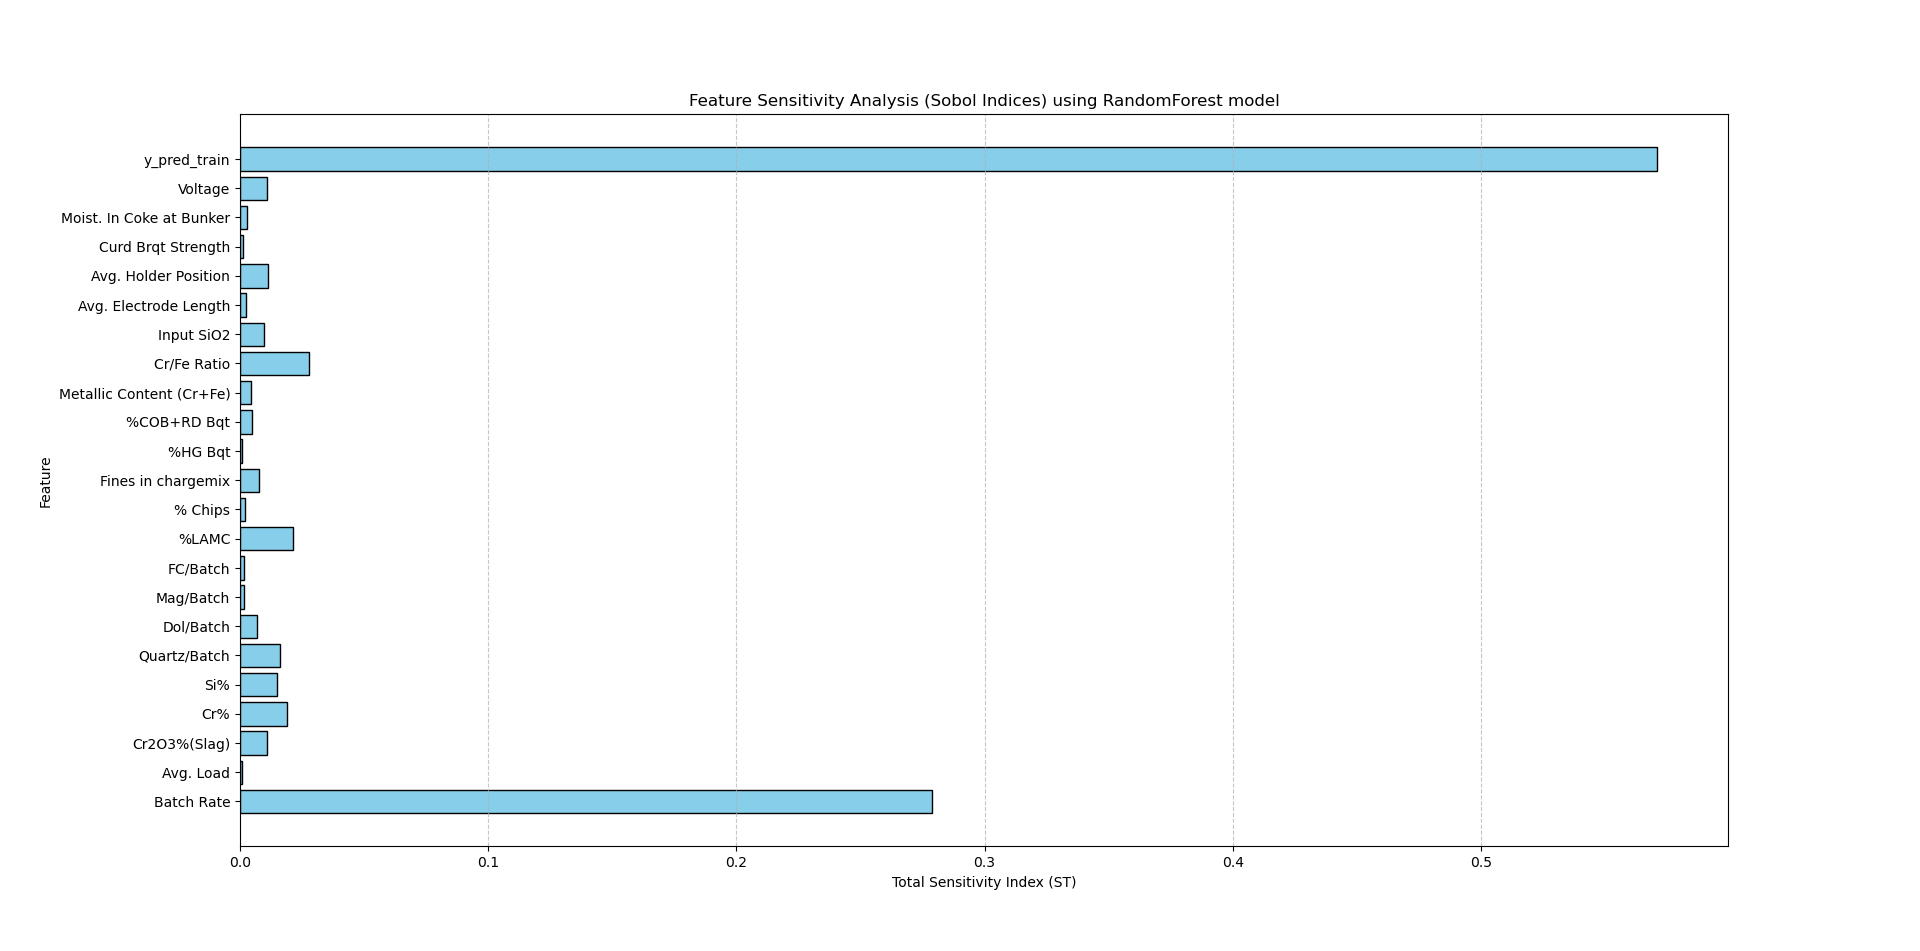 Feature Sensitivity Analysis (Sobol Indices) using RandomForest model
y_pred_train
Voltage
Moist. In Coke at Bunker
Curd Brqt Strength
Avg. Holder Position
Avg. Electrode Length
Input SiO2
Cr/Fe Ratio
Metallic Content (Cr+Fe)
%COB+RD Bqt
%HG Bqt
Fines in chargemix
% Chips
%LAMC
FC/Batch
Mag/Batch
Dol/Batch
Quartz/Batch
Si%
Cr%
Cr2O3%(Slag)
Avg. Load
Batch Rate
Feature
0.0 0.1 0.2 0.3 0.4 0.5
Total Sensitivity Index (ST)